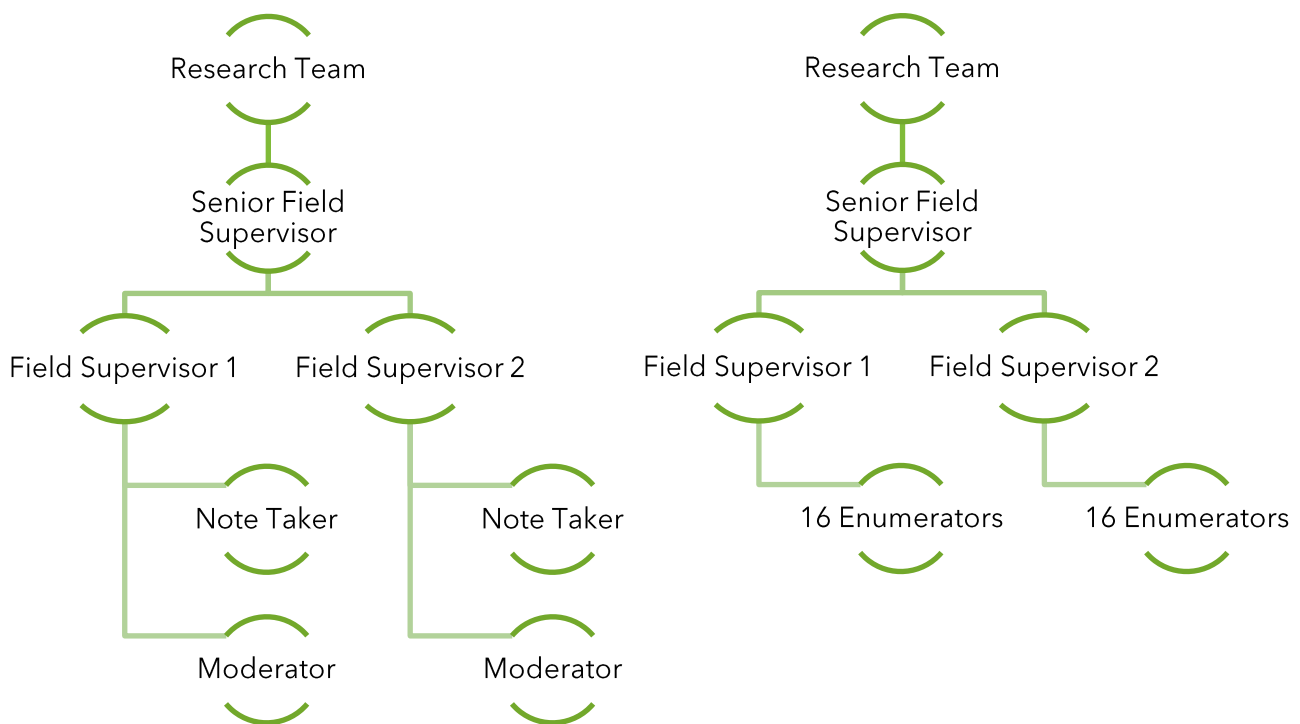 Research Team
Senior Field
Supervisor
Field Supervisor 1
Field Supervisor 2
Note Taker
Note Taker
Moderator
Moderator
Research Team
Senior Field
Supervisor
Field Supervisor 1
Field Supervisor 2
16 Enumerators
16 Enumerators